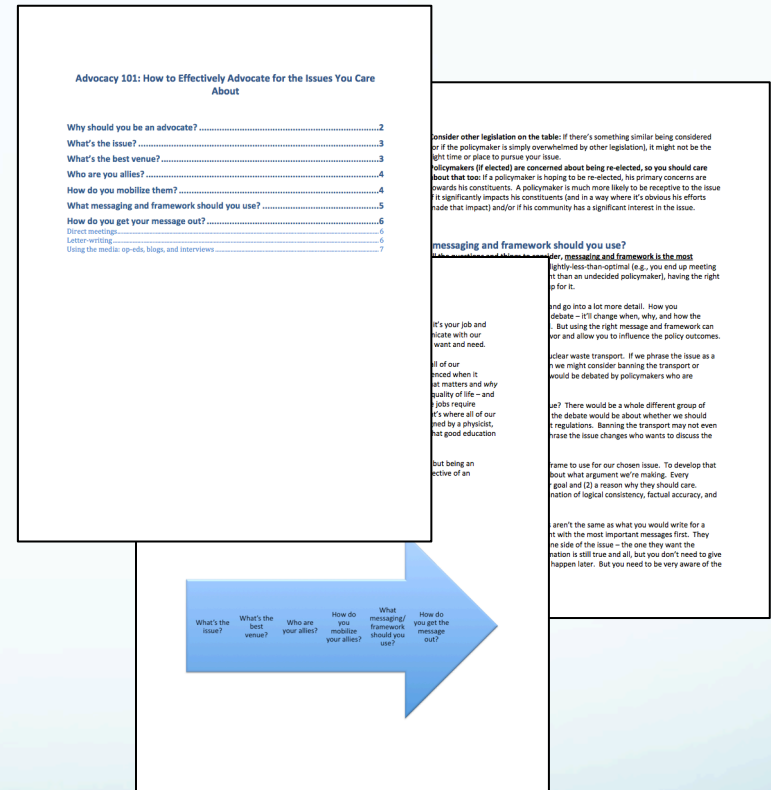 Advocacy 101: How to Effectively Advocate for the Issues You Care
About
Why should you be an advocate? ..........2
What's the issue? ..........3
What's the best venue? ..........3
Who are you allies? ..........4
How do you mobilize them? ..........4
What messaging and framework should you use? ..........5
How do you get your message out? ..........6
Direct meetings ..........6
Letter-writing ..........6
Using the media: op-eds, blogs, and interviews ..........7
Consider other legislation on the table: If there's something similar being considered
or if the policymaker is simply overwhelmed by other legislation), it might not be the
right time or place to pursue your issue.
Policymakers (if elected) are concerned about being re-elected, so you should care
about that too: If a policymaker is hoping to be re-elected, his primary concerns are
towards his constituents. A policymaker is much more likely to be receptive to the issue
if it significantly impacts his constituents (and in a way where it's obvious his efforts
made that impact) and/or if his community has a significant interest in the issue.
messaging and framework should you use?
all the questions and things to consider, messaging and framework is the most
lightly-less-than-optimal (e.g., you end up meeting
nt than an undecided policymaker), having the right
p for it.
and go into a lot more detail. How you
debate – it'll change when, why, and how the
. But using the right message and framework can
vor and allow you to influence the policy outcomes.
uclear waste transport. If we phrase the issue as a
n we might consider banning the transport or
would be debated by policymakers who are
ue? There would be a whole different group of
the debate would be about whether we should
t regulations. Banning the transport may not even
hrase the issue changes who wants to discuss the
rame to use for our chosen issue. To develop that
bout what argument we're making. Every
goal and (2) a reason why they should care.
nation of logical consistency, factual accuracy, and
s aren't the same as what you would write for a
nt with the most important messages first. They
ne side of the issue – the one they want the
mation is still true and all, but you don't need to give
happen later. But you need to be very aware of the
it's your job and
nicate with our
want and need.
all of our
enced when it
at matters and why
quality of life – and
e jobs require
t's where all of our
gned by a physicist,
hat good education
but being an
ective of an
What's the
issue?
What's the
best
venue?
Who are
your allies?
How do
you
mobilize
your allies?
What
messaging/
framework
should you
use?
How do
you get the
message
out?